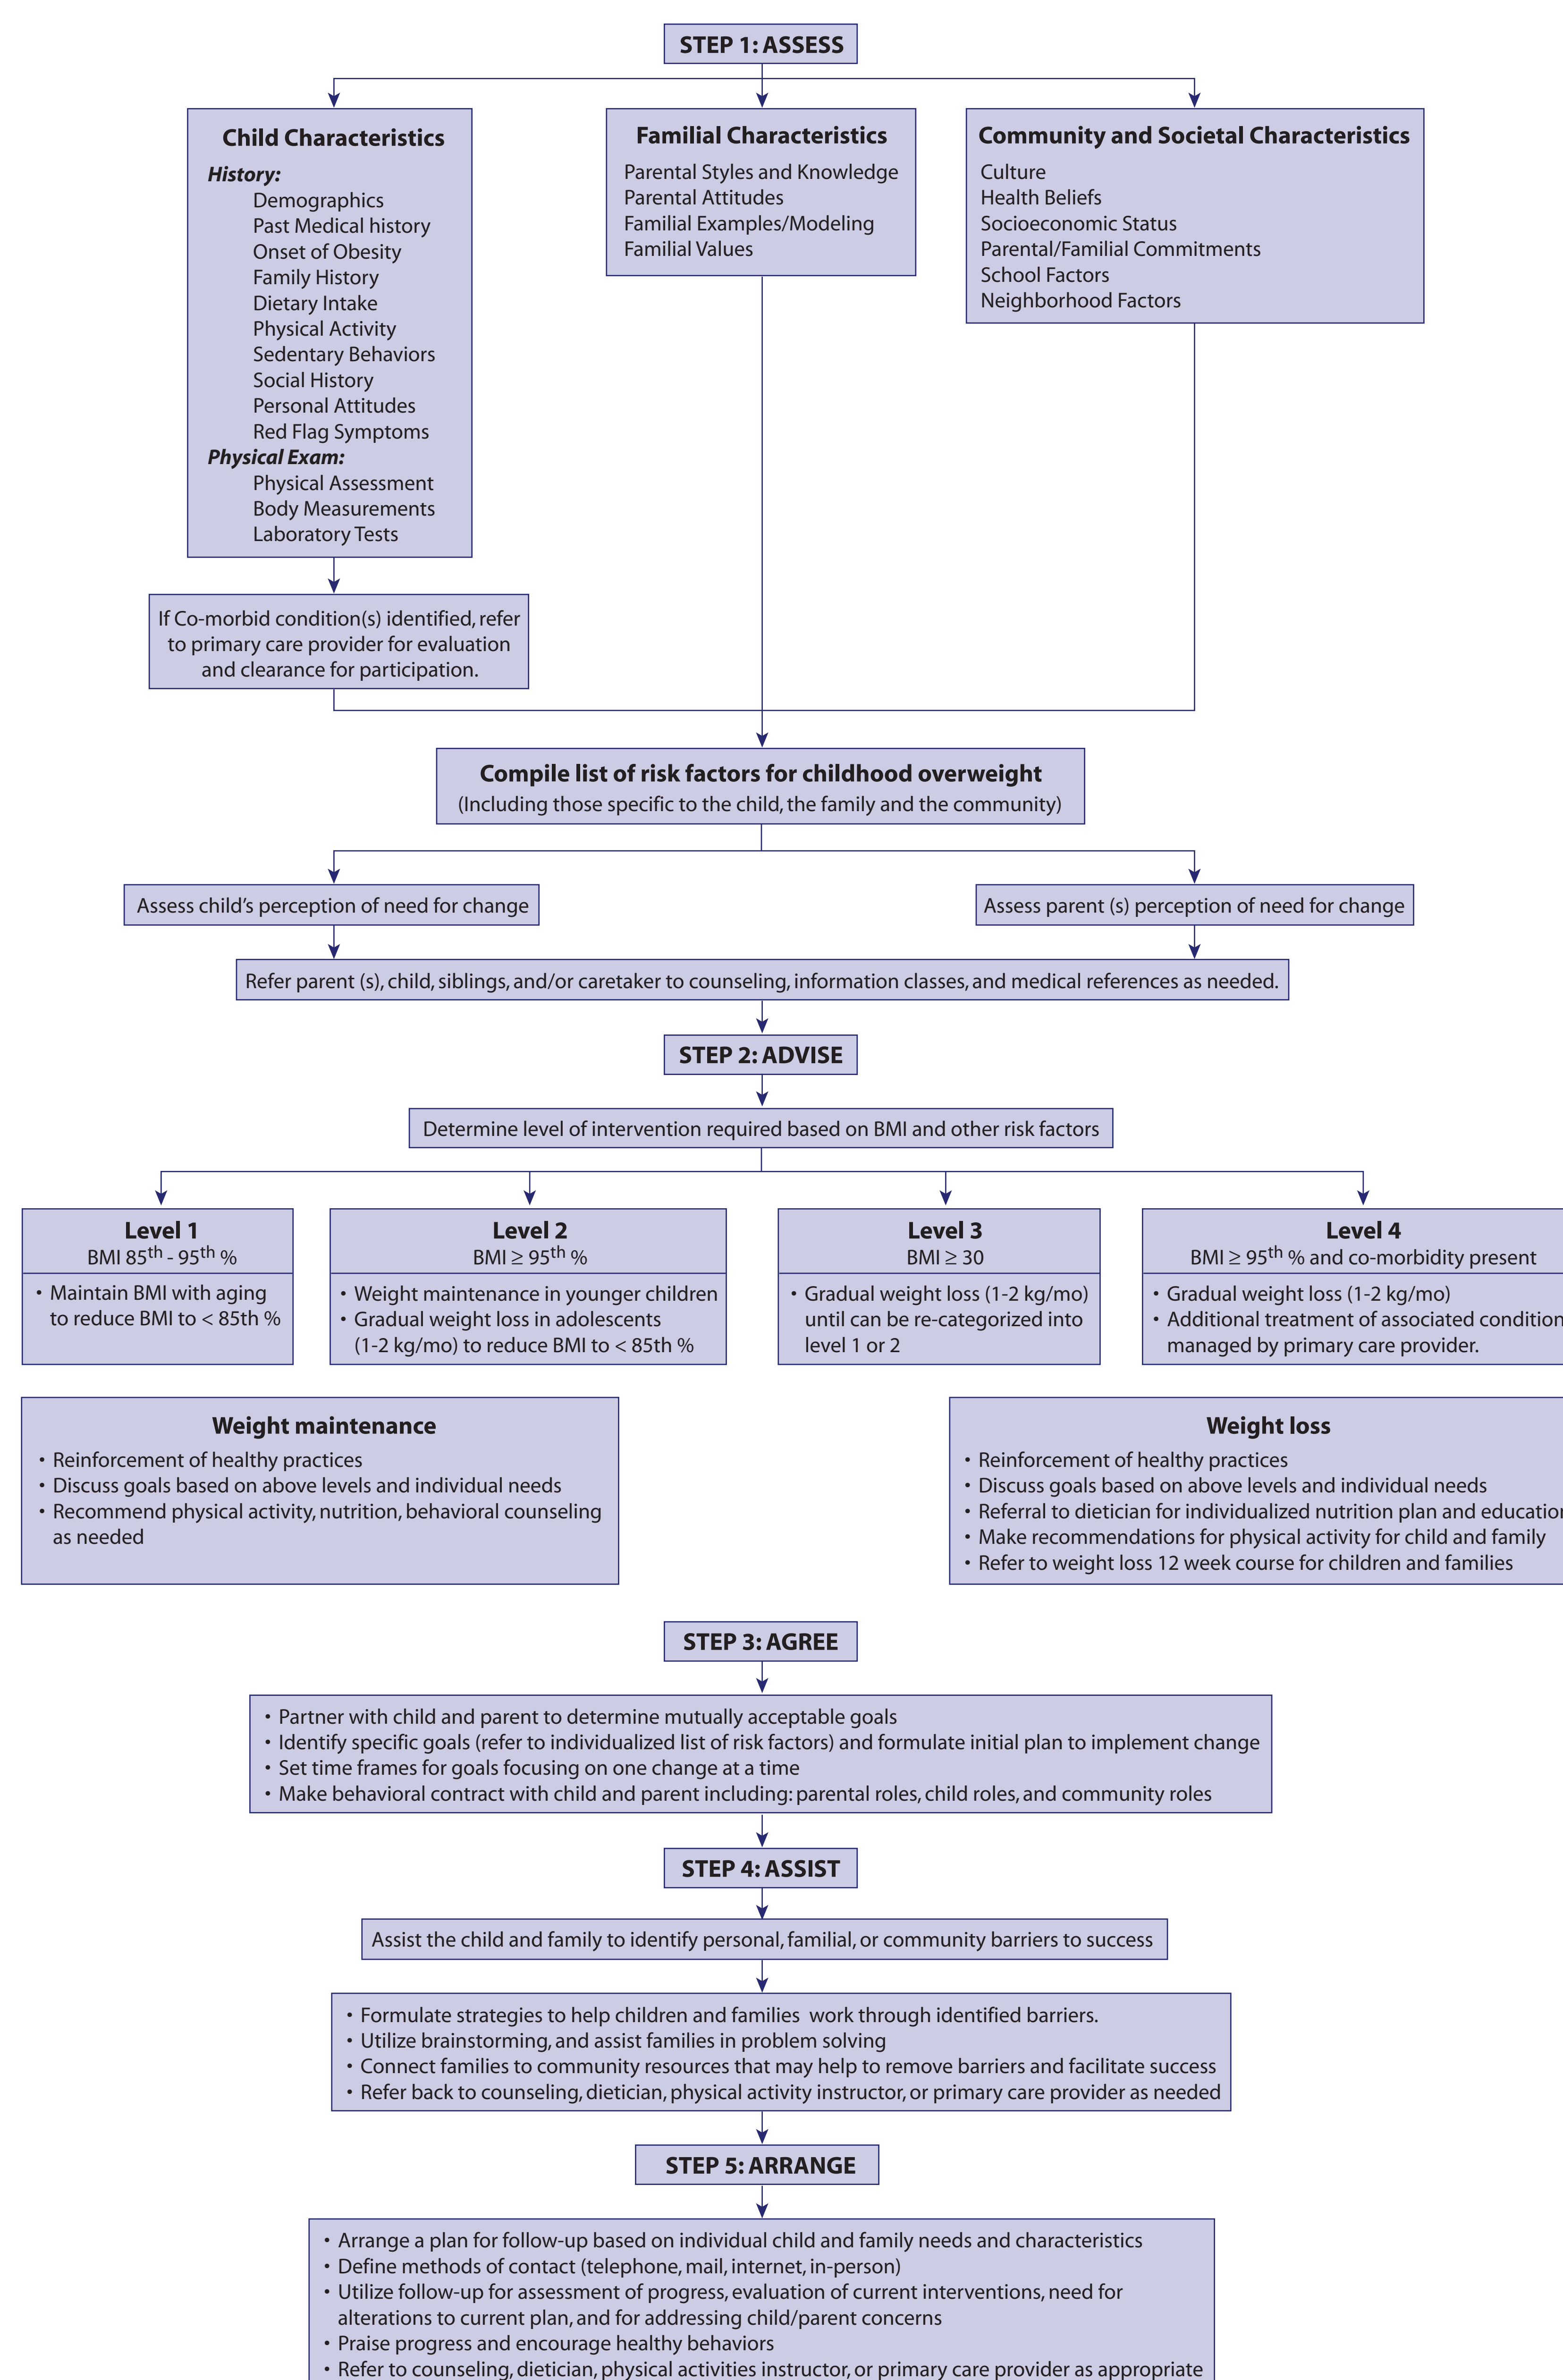 STEP 1: ASSESS
Child Characteristics
History:
Demographics
Past Medical history
Onset of Obesity
Family History
Dietary Intake
Physical Activity
Sedentary Behaviors
Social History
Personal Attitudes
Red Flag Symptoms
Physical Exam:
Physical Assessment
Body Measurements
Laboratory Tests
Familial Characteristics
Parental Styles and Knowledge
Parental Attitudes
Familial Examples/Modeling
Familial Values
Community and Societal Characteristics
Culture
Health Beliefs
Socioeconomic Status
Parental/Familial Commitments
School Factors
Neighborhood Factors
If Co-morbid condition(s) identified, refer
to primary care provider for evaluation
and clearance for participation.
Compile list of risk factors for childhood overweight
(Including those specific to the child, the family and the community)
Assess child's perception of need for change
Assess parent (s) perception of need for change
Refer parent (s), child, siblings, and/or caretaker to counseling, information classes, and medical references as needed.
STEP 2: ADVISE
Determine level of intervention required based on BMI and other risk factors
Level 1
BMI 85th - 95th %
• Maintain BMI with aging
to reduce BMI to < 85th %
Level 2
BMI ≥ 95th %
• Weight maintenance in younger children
• Gradual weight loss in adolescents
(1-2 kg/mo) to reduce BMI to < 85th %
Level 3
BMI ≥ 30
• Gradual weight loss (1-2 kg/mo)
until can be re-categorized into
level 1 or 2
Level 4
BMI ≥ 95th % and co-morbidity present
• Gradual weight loss (1-2 kg/mo)
• Additional treatment of associated condition
managed by primary care provider.
Weight maintenance
• Reinforcement of healthy practices
• Discuss goals based on above levels and individual needs
• Recommend physical activity, nutrition, behavioral counseling
as needed
Weight loss
• Reinforcement of healthy practices
• Discuss goals based on above levels and individual needs
• Referral to dietician for individualized nutrition plan and education
• Make recommendations for physical activity for child and family
• Refer to weight loss 12 week course for children and families
STEP 3: AGREE
• Partner with child and parent to determine mutually acceptable goals
• Identify specific goals (refer to individualized list of risk factors) and formulate initial plan to implement change
• Set time frames for goals focusing on one change at a time
• Make behavioral contract with child and parent including: parental roles, child roles, and community roles
STEP 4: ASSIST
Assist the child and family to identify personal, familial, or community barriers to success
• Formulate strategies to help children and families work through identified barriers.
• Utilize brainstorming, and assist families in problem solving
• Connect families to community resources that may help to remove barriers and facilitate success
• Refer back to counseling, dietician, physical activity instructor, or primary care provider as needed
STEP 5: ARRANGE
• Arrange a plan for follow-up based on individual child and family needs and characteristics
• Define methods of contact (telephone, mail, internet, in-person)
• Utilize follow-up for assessment of progress, evaluation of current interventions, need for
alterations to current plan, and for addressing child/parent concerns
• Praise progress and encourage healthy behaviors
• Refer to counseling, dietician, physical activities instructor, or primary care provider as appropriate